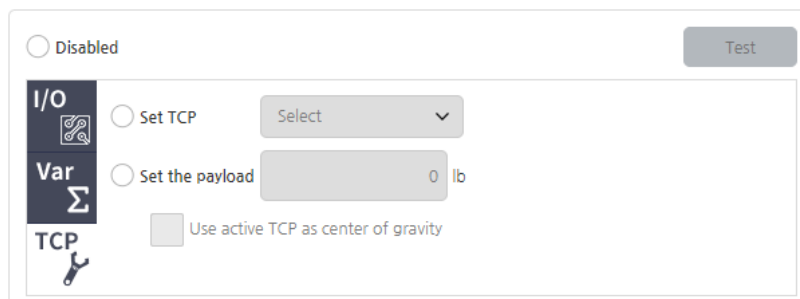 Disabled
Test
I/O
Set TCP
Select
Var
Σ
Set the payload
0 lb
Use active TCP as center of gravity
TCP